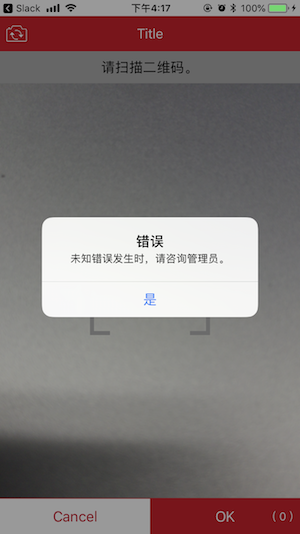 Slack 下午4:17 100%
Title
请扫描二维码。
错误
未知错误发生时，请咨询管理员。
是
Cancel OK (0)